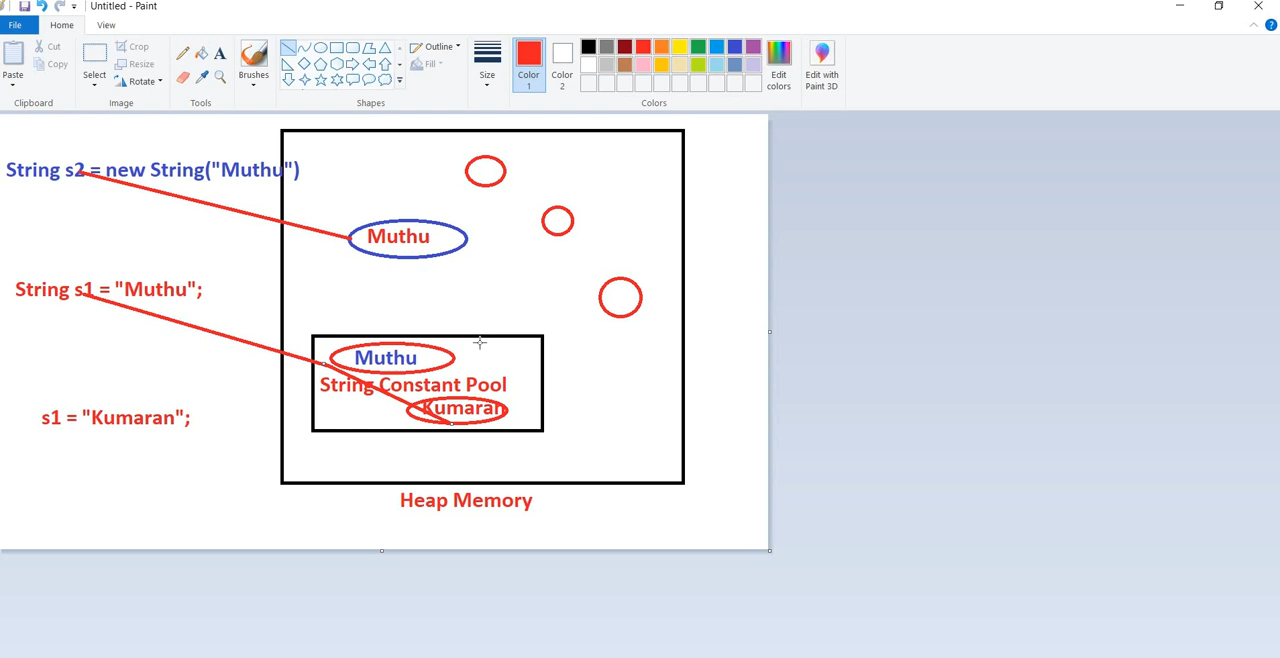 Untitled - Paint
File
Home
View
Paste
Cut
Copy
Clipboard
Select
Crop
Resize
Rotate
Image
A
Tools
Brushes
Outline
Fill
Shapes
Size
Color
1
Color
2
Edit
colors
Edit with
Paint 3D
Colors
?
String s2 = new String("Muthu")
Muthu
String s1 = "Muthu";
Muthu
String Constant Pool
Kumaran
s1 = "Kumaran";
Heap Memory